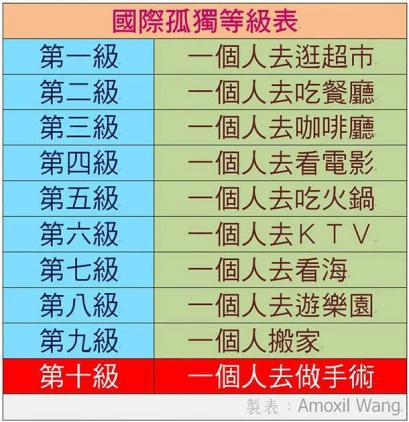 國際孤獨等級表
第一級 一個人去逛超市
第二級 一個人去吃餐廳
第三級 一個人去咖啡廳
第四級 一個人去看電影
第五級 一個人去吃火鍋
第六級 一個人去ＫＴＶ
第七級 一個人去看海
第八級 一個人去遊樂園
第九級 一個人搬家
第十級 一個人去做手術
製表：Amoxil Wang.